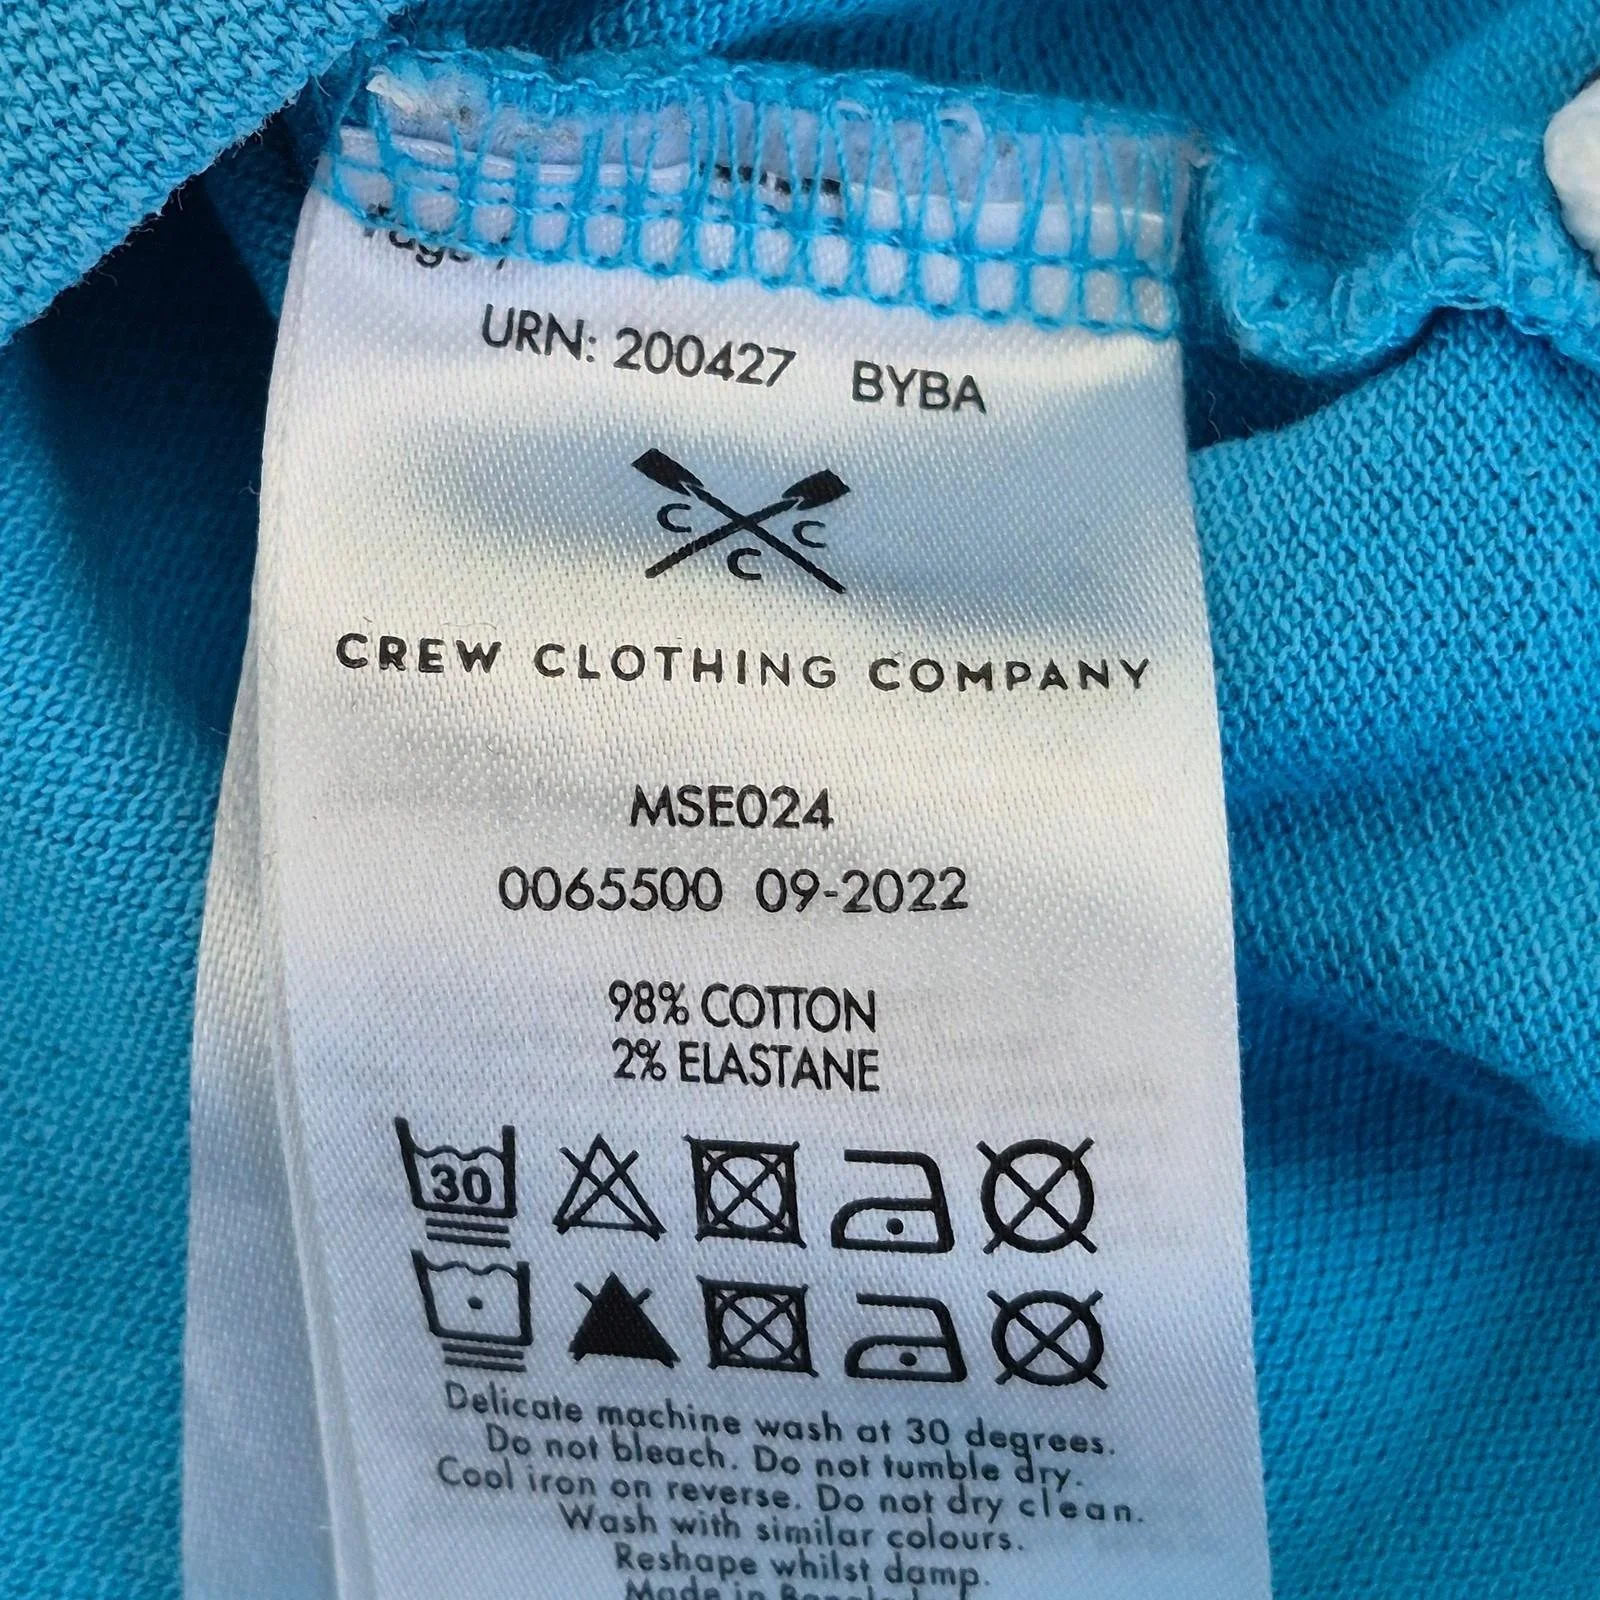 URN: 200427 BYBA
C C
C
CREW CLOTHING COMPANY
MSE024
0065500 09-2022
98% COTTON
2% ELASTANE
30
Delicate machine wash at 30 degrees.
Do not bleach. Do not tumble dry.
Cool iron on reverse. Do not dry clean.
Wash with similar colours.
Reshape whilst damp.
Made in